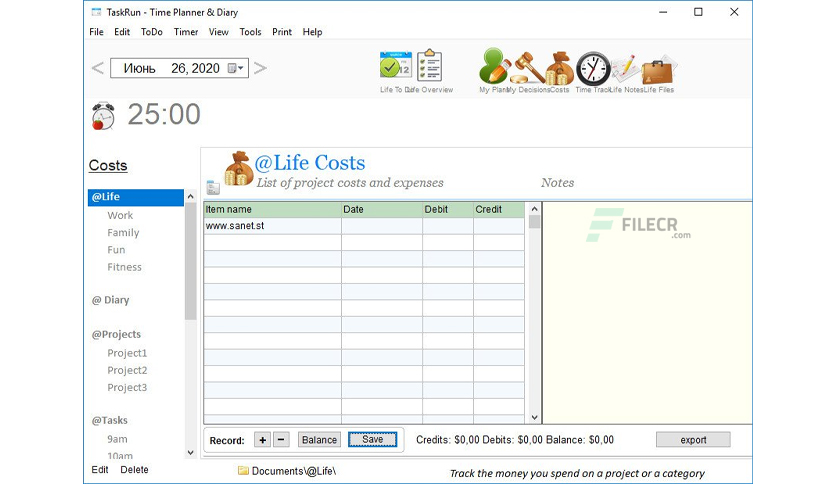 TaskRun - Time Planner & Diary
File Edit ToDo Timer View Tools Print Help
Июнь 26, 2020
12
Life To Do Life Overview My Plans My Decisions Costs Time Track Life Notes Life Files
25:00
Costs
@Life Costs
List of project costs and expenses
Notes
@Life
Work
Family
Fun
Fitness
@ Diary
@Projects
Project1
Project2
Project3
@Tasks
9am
10am
Item name Date Debit Credit
www.sanet.st
FILECR
.com
Record: + − Balance Save Credits: $0,00 Debits: $0,00 Balance: $0,00 export
Edit Delete Documents\@Life\ Track the money you spend on a project or a category